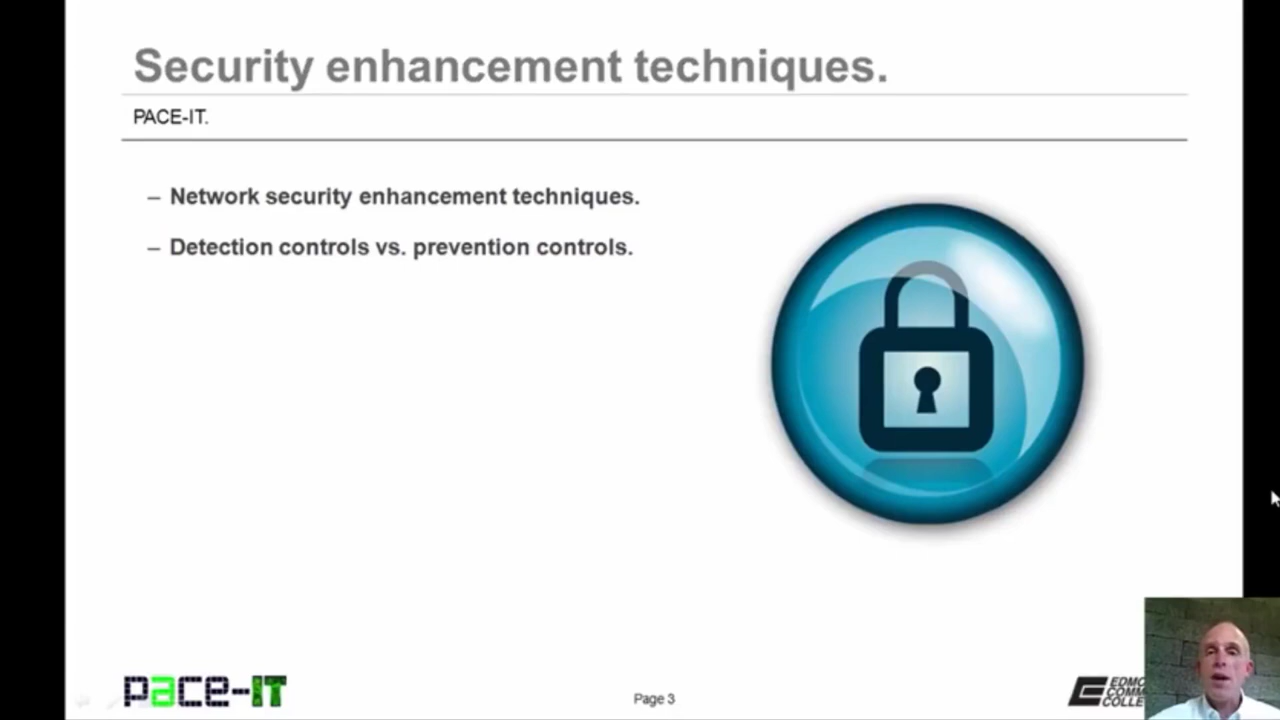 Security enhancement techniques.
PACE-IT.
– Network security enhancement techniques.
– Detection controls vs. prevention controls.
pace-IT
Page 3